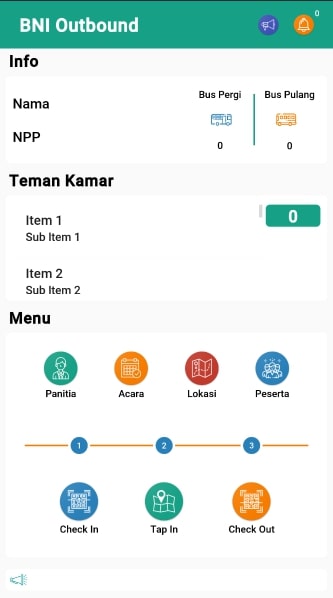 BNI Outbound
0
Info
Nama
NPP
Bus Pergi
Bus Pulang
0
0
Teman Kamar
Item 1
Sub Item 1
0
Item 2
Sub Item 2
Menu
Panitia
Acara
Lokasi
Peserta
1
2
3
Check In
Tap In
Check Out